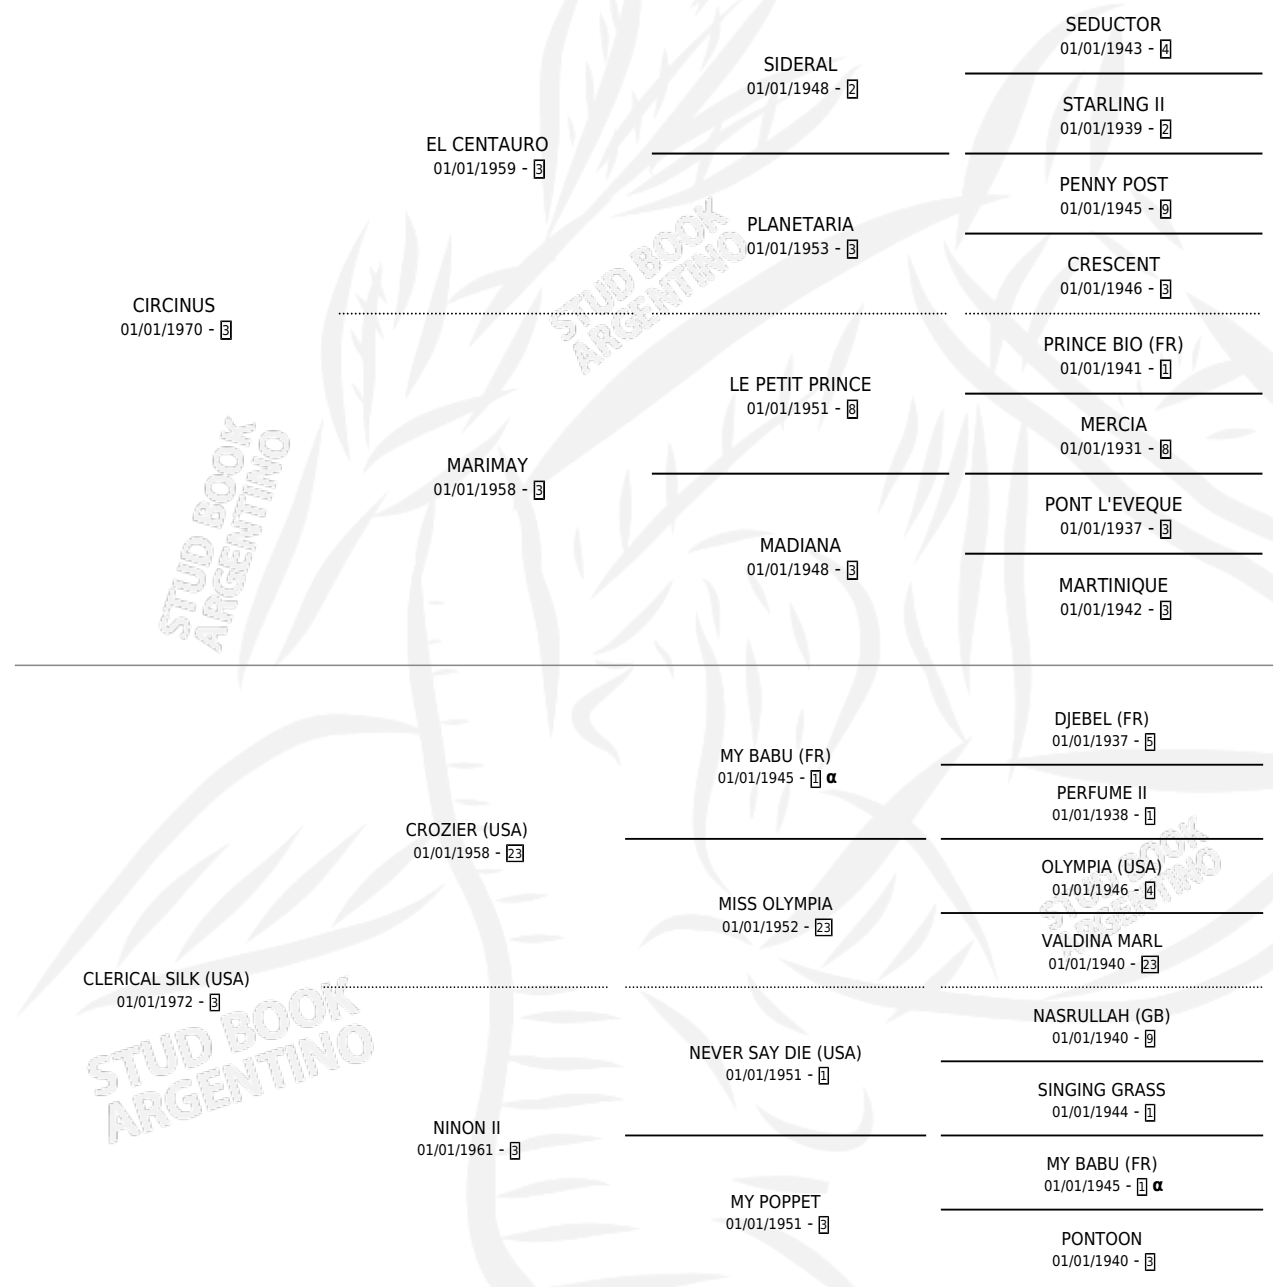 SEDUCTOR
01/01/1943 - 4
SIDERAL
01/01/1948 - 2
STARLING II
01/01/1939 - 2
EL CENTAURO
01/01/1959 - 3
PENNY POST
01/01/1945 - 9
PLANETARIA
01/01/1953 - 3
CRESCENT
01/01/1946 - 3
STUD BOOK
ARGENTINO
CIRCINUS
01/01/1970 - 3
PRINCE BIO (FR)
01/01/1941 - 1
LE PETIT PRINCE
01/01/1951 - 8
MERCIA
01/01/1931 - 8
MARIMAY
01/01/1958 - 3
PONT L'EVEQUE
01/01/1937 - 3
MADIANA
01/01/1948 - 3
MARTINIQUE
01/01/1942 - 3
STUD BOOK
ARGENTINO
DJEBEL (FR)
01/01/1937 - 5
MY BABU (FR)
01/01/1945 - 1 α
PERFUME II
01/01/1938 - 1
CROZIER (USA)
01/01/1958 - 23
OLYMPIA (USA)
01/01/1946 - 4
MISS OLYMPIA
01/01/1952 - 23
VALDINA MARL
01/01/1940 - 23
STUD BOOK
ARGENTINO
CLERICAL SILK (USA)
01/01/1972 - 3
NASRULLAH (GB)
01/01/1940 - 9
NEVER SAY DIE (USA)
01/01/1951 - 1
SINGING GRASS
01/01/1944 - 1
STUD BOOK
ARGENTINO
NINON II
01/01/1961 - 3
MY BABU (FR)
01/01/1945 - 1 α
MY POPPET
01/01/1951 - 3
PONTOON
01/01/1940 - 3